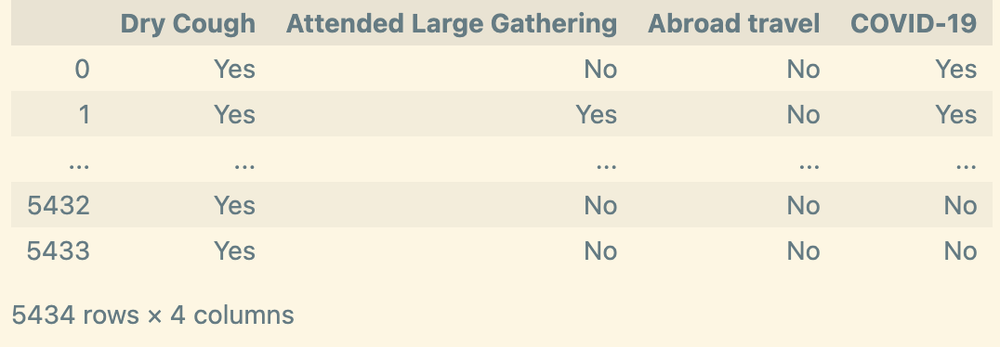 Dry Cough Attended Large Gathering Abroad travel COVID-19
0 Yes No No Yes
1 Yes Yes No Yes
... ... ... ... ...
5432 Yes No No No
5433 Yes No No No
5434 rows × 4 columns